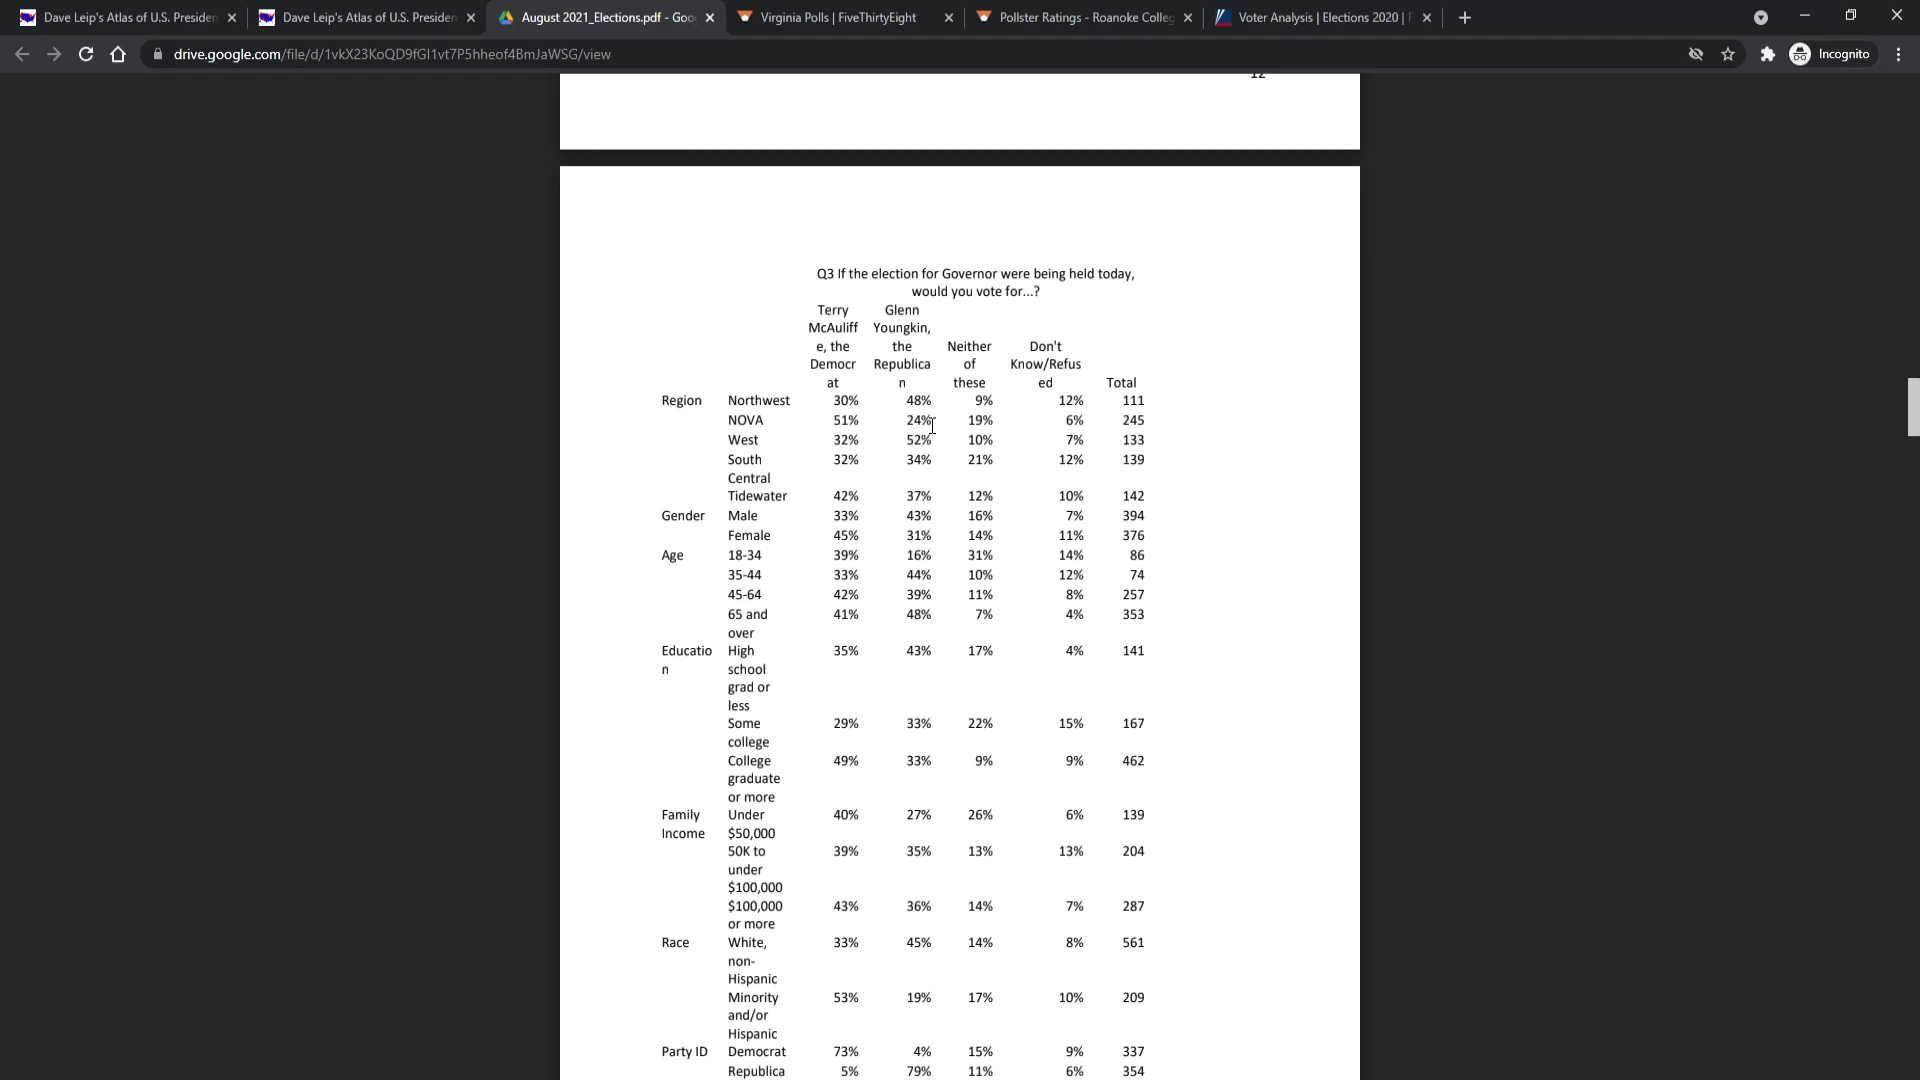 Dave Leip's Atlas of U.S. Presiden
Dave Leip's Atlas of U.S. Presiden
August 2021_Elections.pdf - Goo
Virginia Polls | FiveThirtyEight
Pollster Ratings - Roanoke Colleg
Voter Analysis | Elections 2020 | F
drive.google.com/file/d/1vkX23KoQD9fGI1vt7P5hheof4BmJaWSG/view
Incognito
12
Q3 If the election for Governor were being held today,
would you vote for...?
Terry Glenn
McAuliff Youngkin,
e, the the Neither Don't
Democr Republica of Know/Refus
at n these ed Total
Region Northwest 30% 48% 9% 12% 111
NOVA 51% 24% 19% 6% 245
West 32% 52% 10% 7% 133
South 32% 34% 21% 12% 139
Central
Tidewater 42% 37% 12% 10% 142
Gender Male 33% 43% 16% 7% 394
Female 45% 31% 14% 11% 376
Age 18-34 39% 16% 31% 14% 86
35-44 33% 44% 10% 12% 74
45-64 42% 39% 11% 8% 257
65 and 41% 48% 7% 4% 353
over
Educatio High 35% 43% 17% 4% 141
n school
grad or
less
Some 29% 33% 22% 15% 167
college
College 49% 33% 9% 9% 462
graduate
or more
Family Under 40% 27% 26% 6% 139
Income $50,000
50K to 39% 35% 13% 13% 204
under
$100,000
$100,000 43% 36% 14% 7% 287
or more
Race White, 33% 45% 14% 8% 561
non-
Hispanic
Minority 53% 19% 17% 10% 209
and/or
Hispanic
Party ID Democrat 73% 4% 15% 9% 337
Republica 5% 79% 11% 6% 354